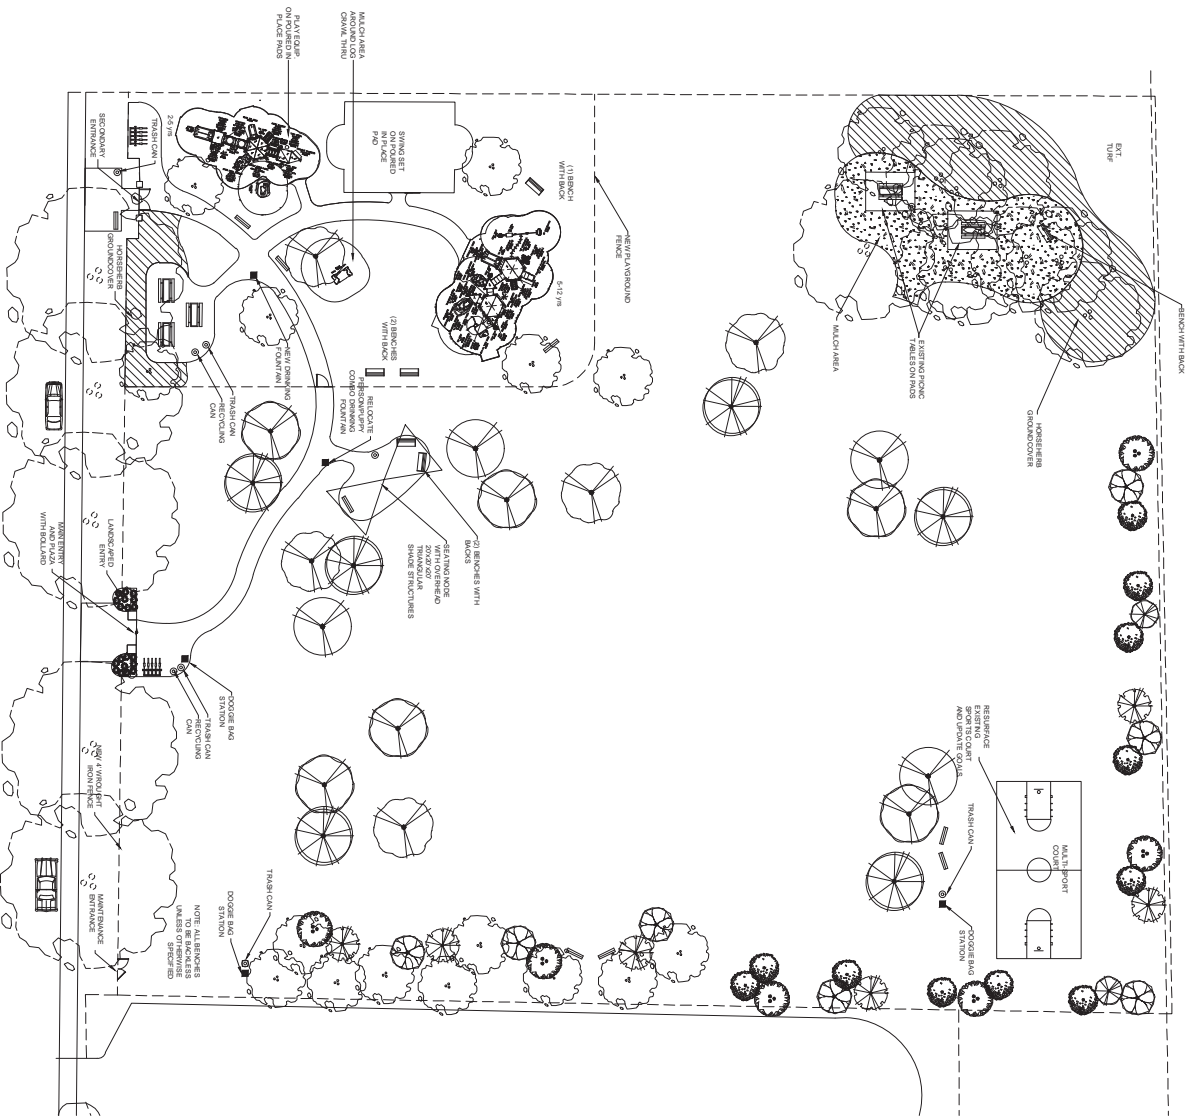 PLAY EQUIP.
ON POURED IN
PLACE PADS
MULCH AREA
AROUND LOG
CRAWL THRU
SECONDARY
ENTRANCE
TRASH CAN
2-5 yrs
SWING SET
ON POURED
IN PLACE
PAD
(1) BENCH
WITH BACK
NEW PLAYGROUND
FENCE
5-12 yrs
HORSEHERB
GROUNDCOVER
(2) BENCHES
WITH BACK
NEW DRINKING
FOUNTAIN
TRASH CAN
RECYCLING
CAN
RELOCATE
PERSON/PUPPY
COMBO DRINKING
FOUNTAIN
EXT.
TURF
BENCH WITH BACK
MULCH AREA
EXISTING PICNIC
TABLES ON PADS
HORSEHERB
GROUNDCOVER
(2) BENCHES WITH
BACKS
SEATING NODE
WITH OVERHEAD
20'x20'x20'
TRIANGULAR
SHADE STRUCTURES
LANDSCAPED
ENTRY
MAIN ENTRY
AND PLAZA
WITH BOLLARD
DOGGIE BAG
STATION
TRASH CAN
RECYCLING
CAN
NEW 4' WROUGHT
IRON FENCE
MAINTENANCE
ENTRANCE
NOTE: ALL BENCHES
TO BE BACKLESS
UNLESS OTHERWISE
SPECIFIED
DOGGIE BAG
STATION
TRASH CAN
RESURFACE
EXISTING
SPORTS COURT
AND UPDATE GOALS
MULTI-SPORT
COURT
TRASH CAN
DOGGIE BAG
STATION